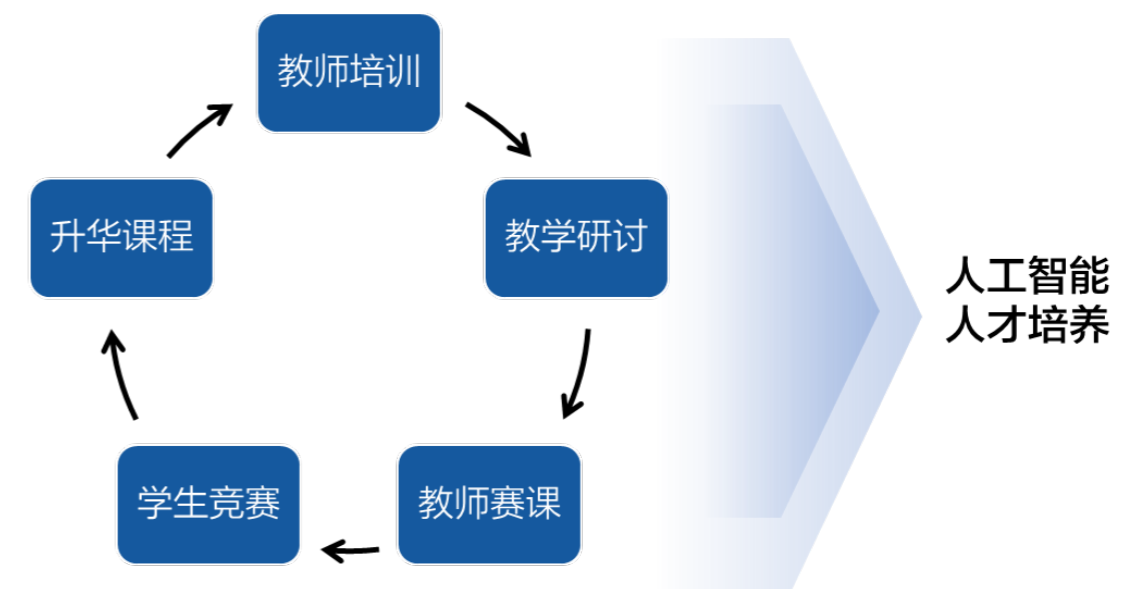 教师培训
教学研讨
教师赛课
学生竞赛
升华课程
人工智能
人才培养